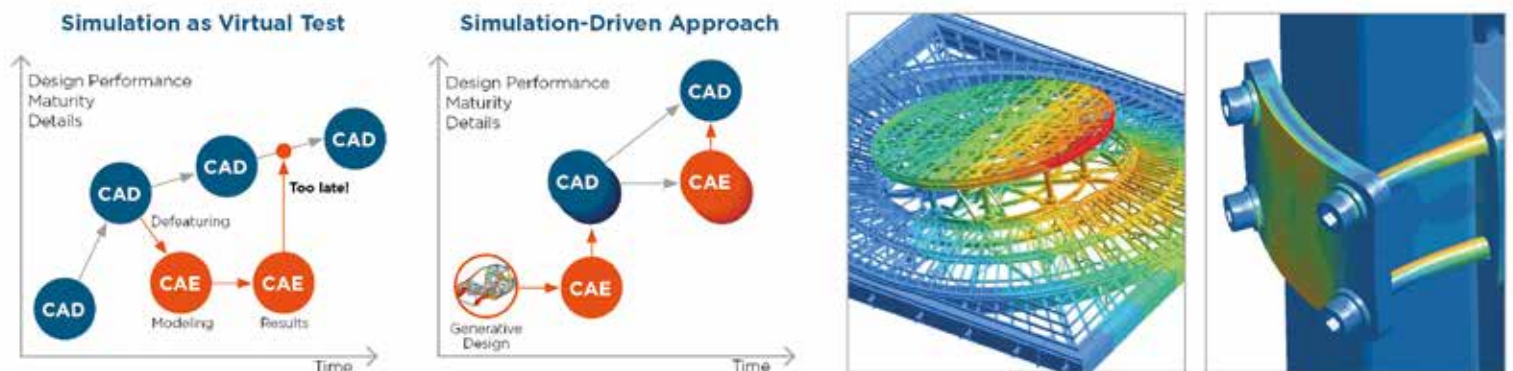 Simulation as Virtual Test
Design Performance
Maturity
Details
CAD
CAD
CAD
CAD
Too late!
Defeaturing
CAE
CAE
Modeling
Results
Time
Simulation-Driven Approach
Design Performance
Maturity
Details
CAD
CAD
CAE
CAE
Generative
Design
Time